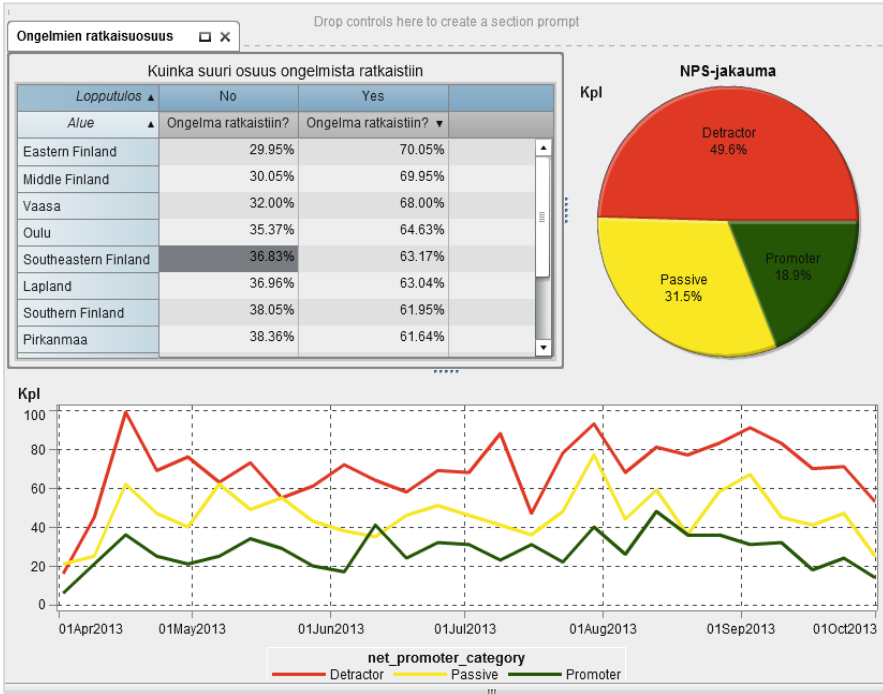 Drop controls here to create a section prompt
Ongelmien ratkaisuosuus
Kuinka suuri osuus ongelmista ratkaistiin
Lopputulos ▲ No Yes
Alue ▲ Ongelma ratkaistiin? Ongelma ratkaistiin? ▼
Eastern Finland 29.95% 70.05%
Middle Finland 30.05% 69.95%
Vaasa 32.00% 68.00%
Oulu 35.37% 64.63%
Southeastern Finland 36.83% 63.17%
Lapland 36.96% 63.04%
Southern Finland 38.05% 61.95%
Pirkanmaa 38.36% 61.64%
NPS-jakauma
Kpl
Detractor
49.6%
Promoter
18.9%
Passive
31.5%
Kpl
100
80
60
40
20
0
01Apr2013 01May2013 01Jun2013 01Jul2013 01Aug2013 01Sep2013 01Oct2013
net_promoter_category
Detractor Passive Promoter